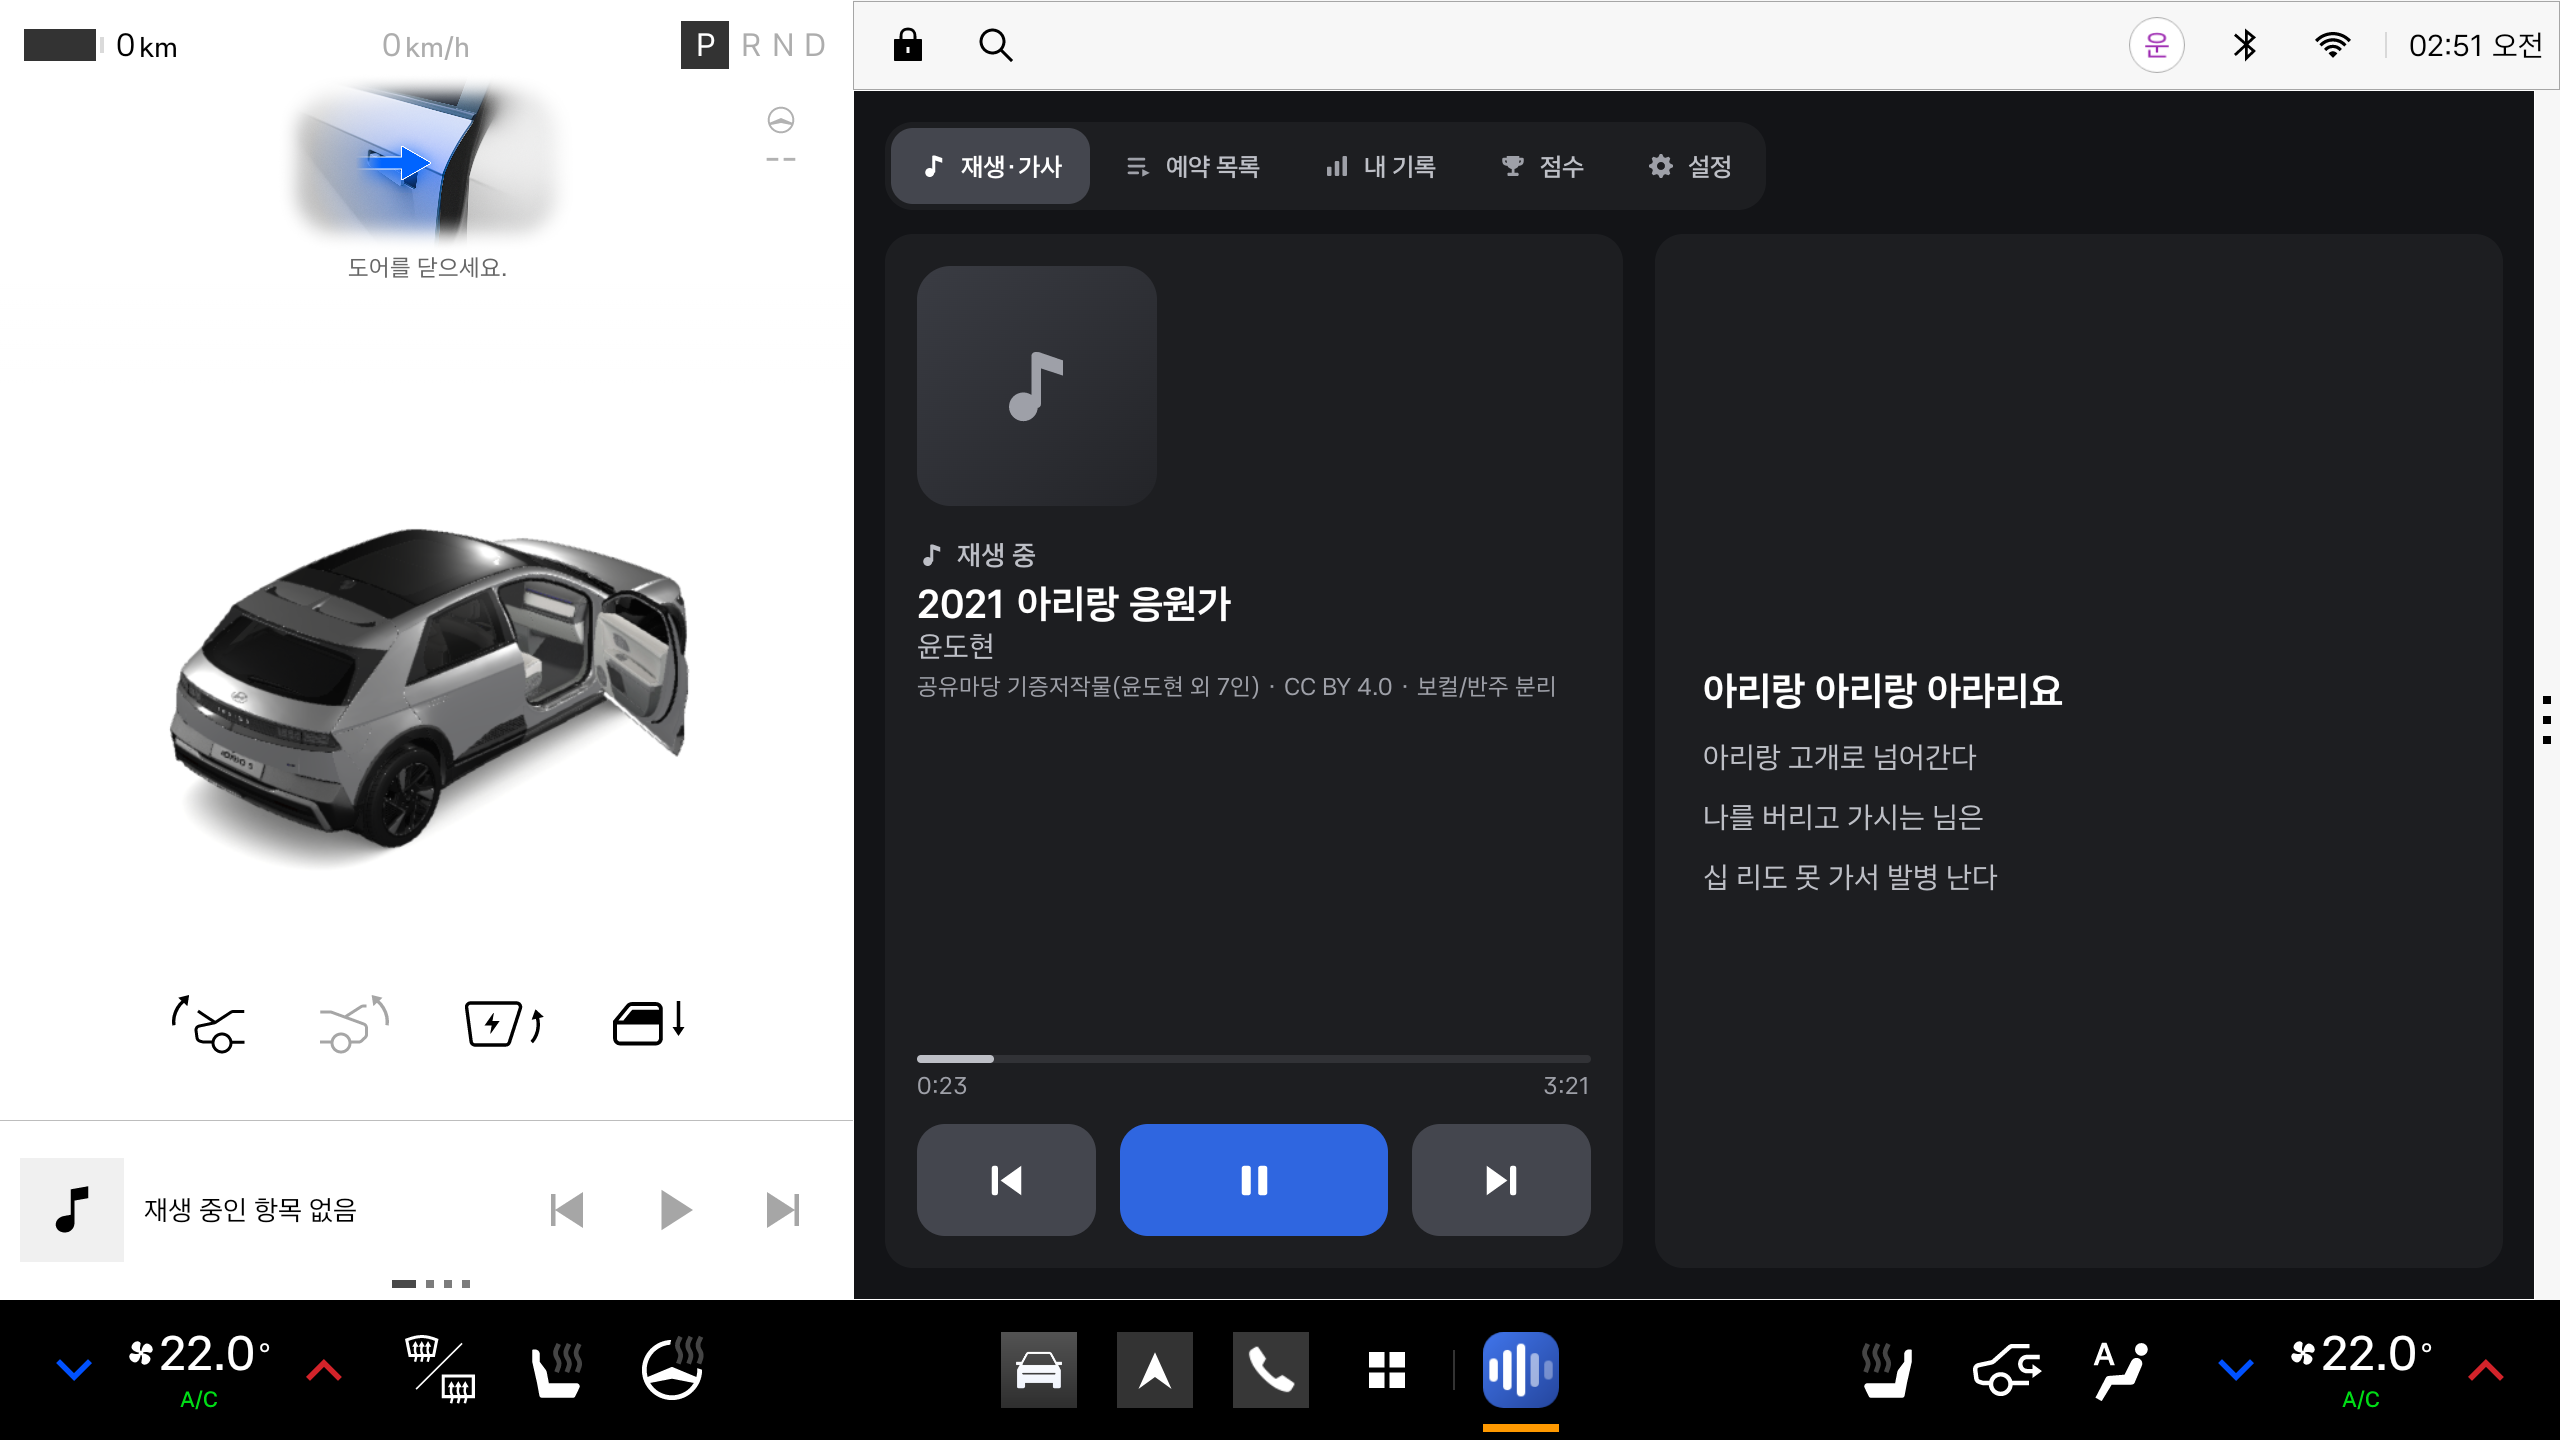 0 km
0 km/h
P R N D
도어를 닫으세요.
재생 중인 항목 없음
운
02:51 오전
재생·가사
예약 목록
내 기록
점수
설정
재생 중
2021 아리랑 응원가
윤도현
공유마당 기증저작물(윤도현 외 7인) · CC BY 4.0 · 보컬/반주 분리
0:23
3:21
아리랑 아리랑 아라리요
아리랑 고개로 넘어간다
나를 버리고 가시는 님은
십 리도 못 가서 발병 난다
22.0°
A/C
A
22.0°
A/C